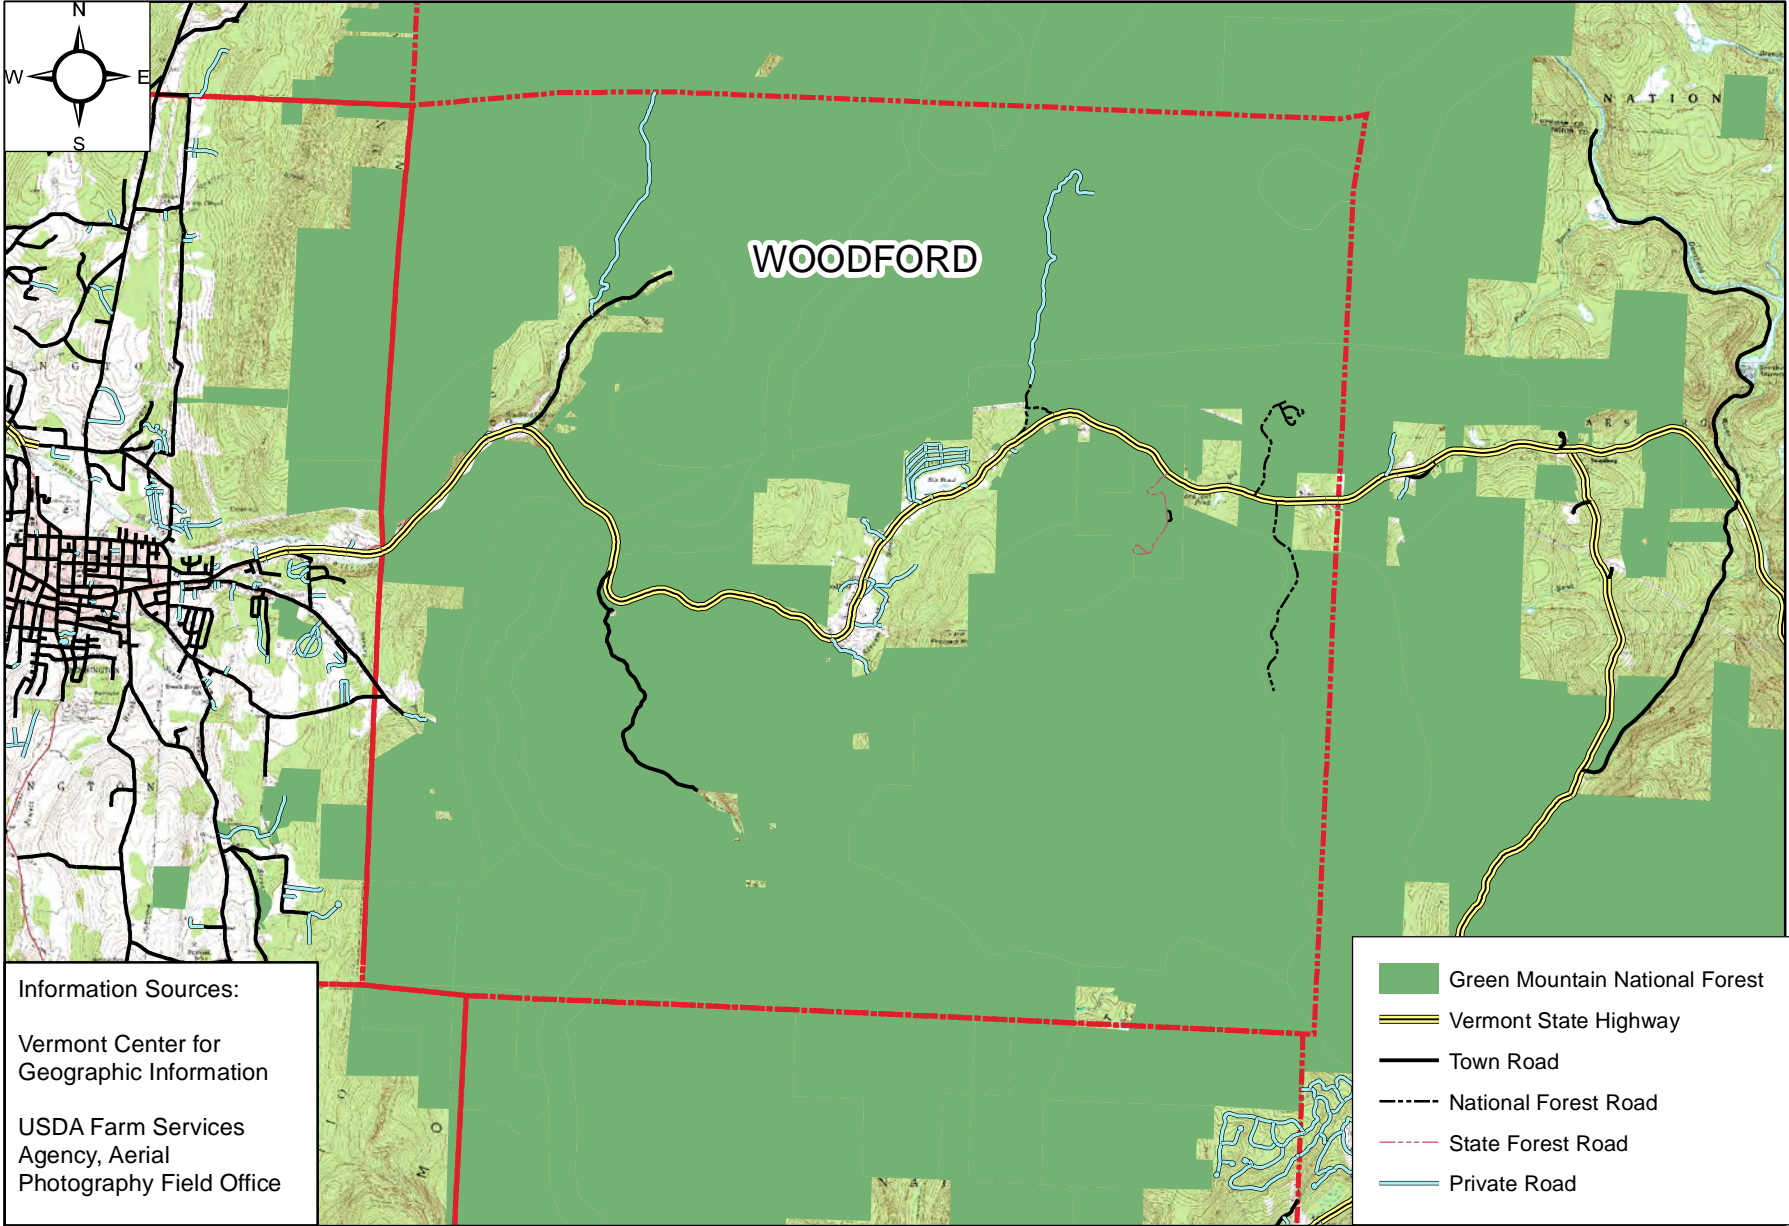 N
W E
S
WOODFORD
NATION
Information Sources:
Vermont Center for
Geographic Information
USDA Farm Services
Agency, Aerial
Photography Field Office
Green Mountain National Forest
Vermont State Highway
Town Road
National Forest Road
State Forest Road
Private Road